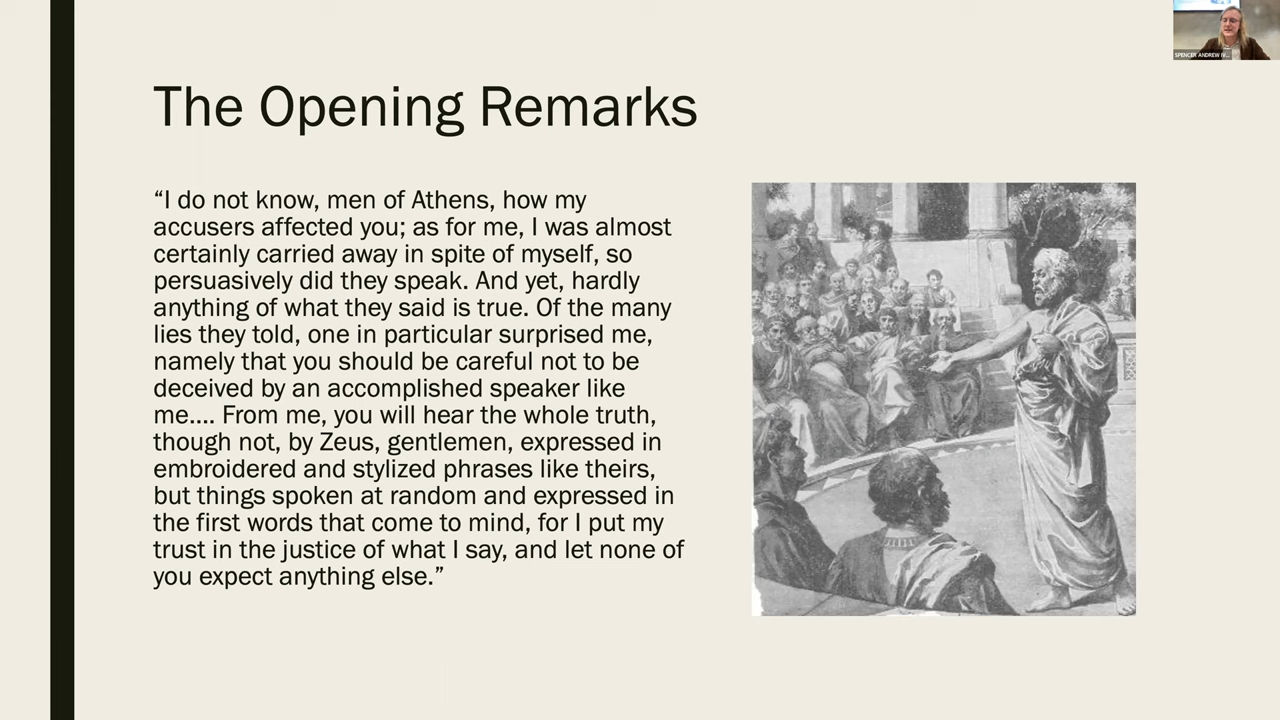 SPENCER ANDREW IV...
The Opening Remarks
“I do not know, men of Athens, how my
accusers affected you; as for me, I was almost
certainly carried away in spite of myself, so
persuasively did they speak. And yet, hardly
anything of what they said is true. Of the many
lies they told, one in particular surprised me,
namely that you should be careful not to be
deceived by an accomplished speaker like
me.... From me, you will hear the whole truth,
though not, by Zeus, gentlemen, expressed in
embroidered and stylized phrases like theirs,
but things spoken at random and expressed in
the first words that come to mind, for I put my
trust in the justice of what I say, and let none of
you expect anything else.”